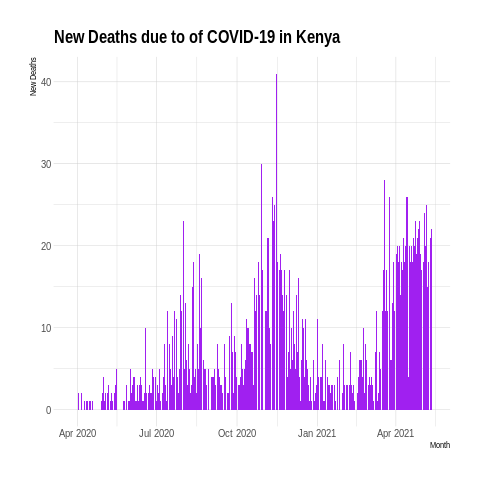 New Deaths due to of COVID-19 in Kenya
New Deaths
40
30
20
10
0
Apr 2020 Jul 2020 Oct 2020 Jan 2021 Apr 2021
Month